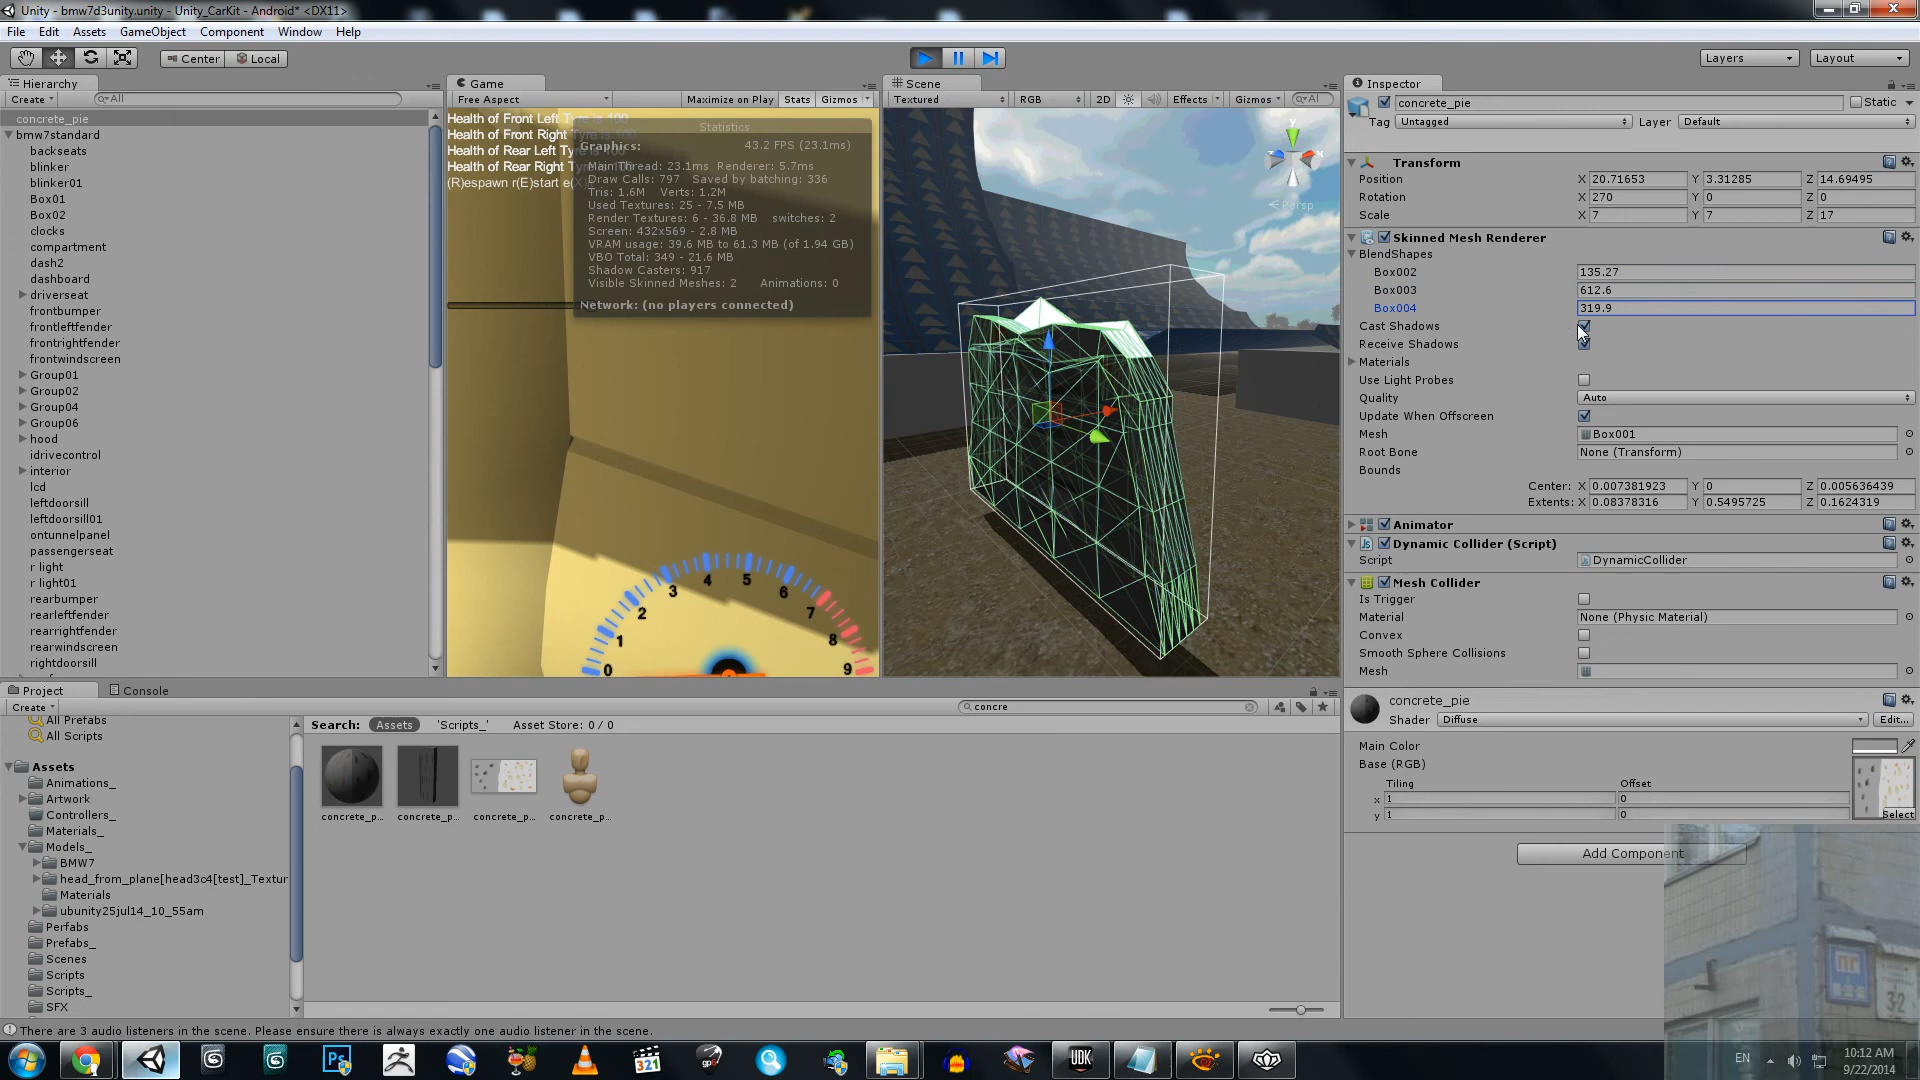 Unity - bmw7d3unity.unity - Unity_CarKit - Android* <DX11>
File Edit Assets GameObject Component Window Help
Center Local
Layers Layout
Hierarchy
Create All
concrete_pie
bmw7standard
backseats
blinker
blinker01
Box01
Box02
clocks
compartment
dash2
dashboard
driverseat
frontbumper
frontleftfender
frontrightfender
frontwindscreen
Group01
Group02
Group04
Group06
hood
idrivecontrol
interior
lcd
leftdoorsill
leftdoorsill01
ontunnelpanel
passengerseat
r light
r light01
rearbumper
rearleftfender
rearrightfender
rearwindscreen
rightdoorsill
Game
Free Aspect Maximize on Play Stats Gizmos
Health of Front Left Tyre is 100
Health of Front Right Tyre is 100
Health of Rear Left Tyre is 100
Health of Rear Right Tyre is 100
(R)espawn r(E)start e(X)
Statistics
Graphics: 43.2 FPS (23.1ms)
Main Thread: 23.1ms Renderer: 5.7ms
Draw Calls: 797 Saved by batching: 336
Tris: 1.6M Verts: 1.2M
Used Textures: 25 - 7.5 MB
Render Textures: 6 - 36.8 MB switches: 2
Screen: 432x569 - 2.8 MB
VRAM usage: 39.6 MB to 61.3 MB (of 1.94 GB)
VBO Total: 349 - 21.6 MB
Shadow Casters: 917
Visible Skinned Meshes: 2 Animations: 0
Network: (no players connected)
0 1 2 3 4 5 6 7 8 9
Scene
Textured RGB 2D Effects Gizmos All
y
x
Persp
Inspector
concrete_pie Static
Tag Untagged Layer Default
Transform
Position X 20.71653 Y 3.31285 Z 14.69495
Rotation X 270 Y 0 Z 0
Scale X 7 Y 7 Z 17
Skinned Mesh Renderer
BlendShapes
Box002 135.27
Box003 612.6
Box004 319.9
Cast Shadows
Receive Shadows
Materials
Use Light Probes
Quality Auto
Update When Offscreen
Mesh Box001
Root Bone None (Transform)
Bounds
Center: X 0.007381923 Y 0 Z 0.005636439
Extents: X 0.08378316 Y 0.5495725 Z 0.1624319
Animator
Dynamic Collider (Script)
Script DynamicCollider
Mesh Collider
Is Trigger
Material None (Physic Material)
Convex
Smooth Sphere Collisions
Mesh
concrete_pie
Shader Diffuse Edit...
Main Color
Base (RGB)
Tiling Offset
x 1 0
y 1 0
Select
Add Component
Project Console
Create concre
All Prefabs
All Scripts
Assets
Animations_
Artwork
Controllers_
Materials_
Models_
BMW7
head_from_plane[head3c4[test]_Textur
Materials
ubunity25jul14_10_55am
Perfabs
Prefabs_
Scenes
Scripts
Scripts_
SFX
Search: Assets 'Scripts_' Asset Store: 0 / 0
concrete_p... concrete_p... concrete_p... concrete_p...
There are 3 audio listeners in the scene. Please ensure there is always exactly one audio listener in the scene.
EN 10:12 AM
9/22/2014